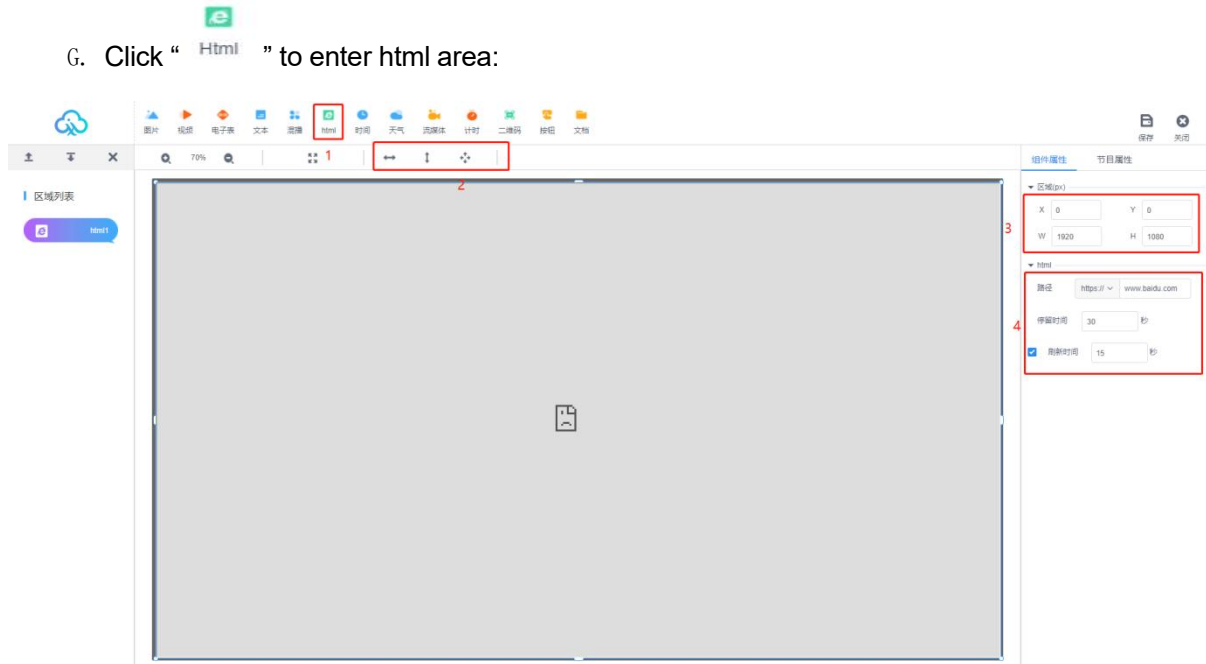 G. Click “ Html ” to enter html area:
图片 视频 电子表 文本 混播 html 时间 天气 流媒体 计时 二维码 按钮 文档
保存 关闭
70% 1
2
组件属性 节目属性
区域列表
html1
区域(px)
X 0 Y 0
3
W 1920 H 1080
html
路径 https:// www.baidu.com
停留时间 30 秒
4
刷新时间 15 秒